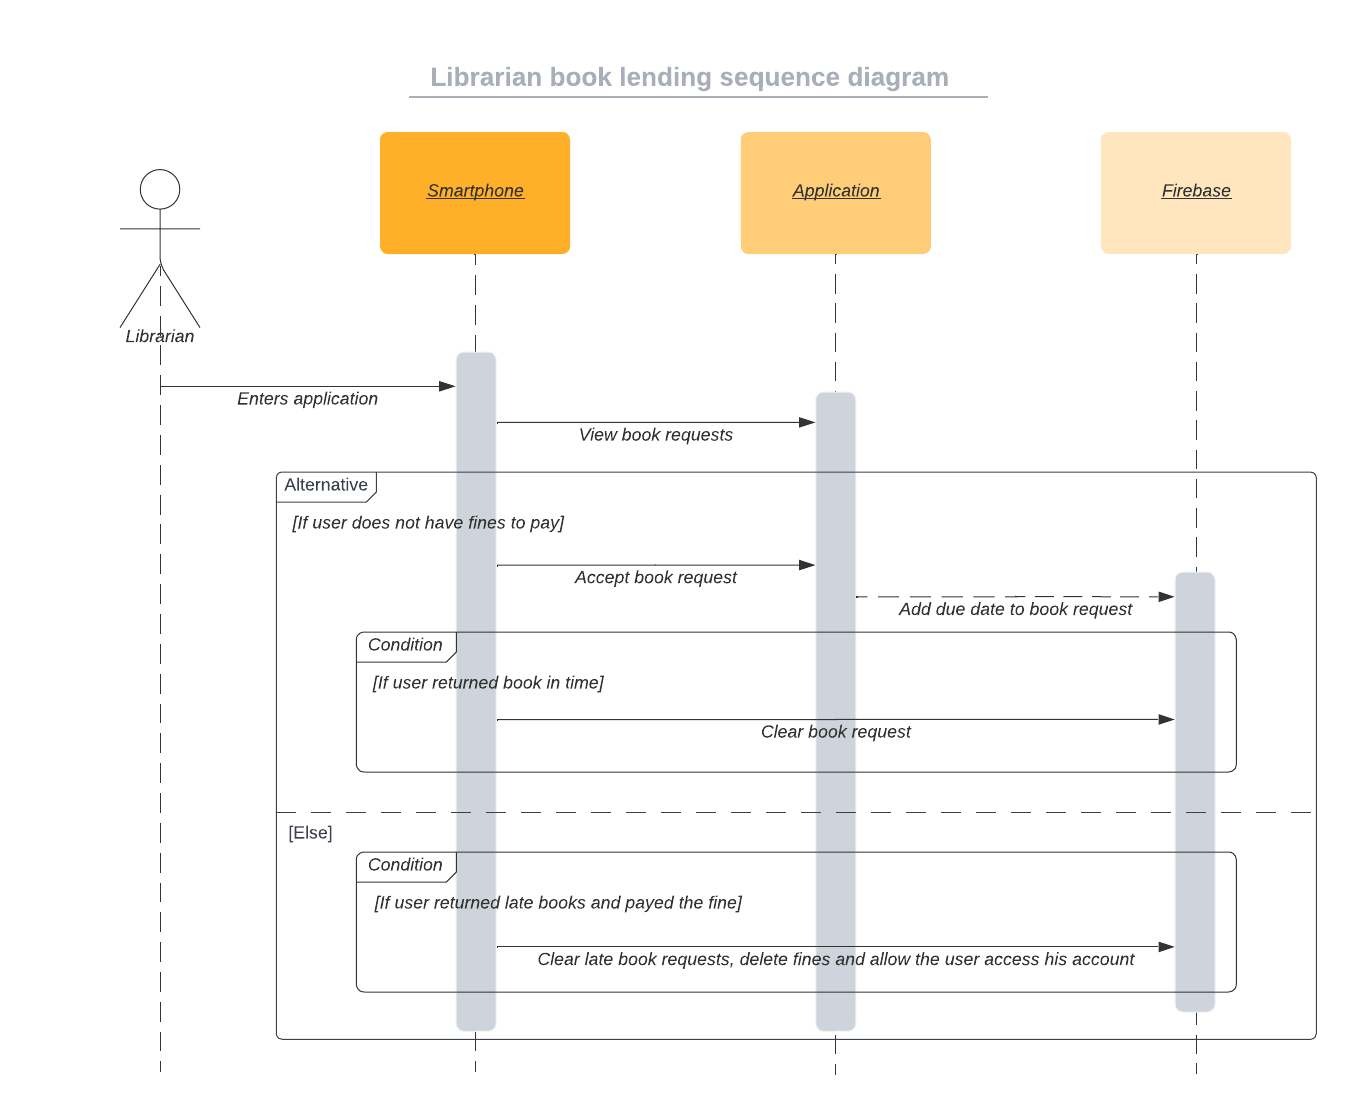 Librarian book lending sequence diagram
Smartphone
Application
Firebase
Librarian
Enters application
View book requests
Alternative
[If user does not have fines to pay]
Accept book request
Add due date to book request
Condition
[If user returned book in time]
Clear book request
[Else]
Condition
[If user returned late books and payed the fine]
Clear late book requests, delete fines and allow the user access his account